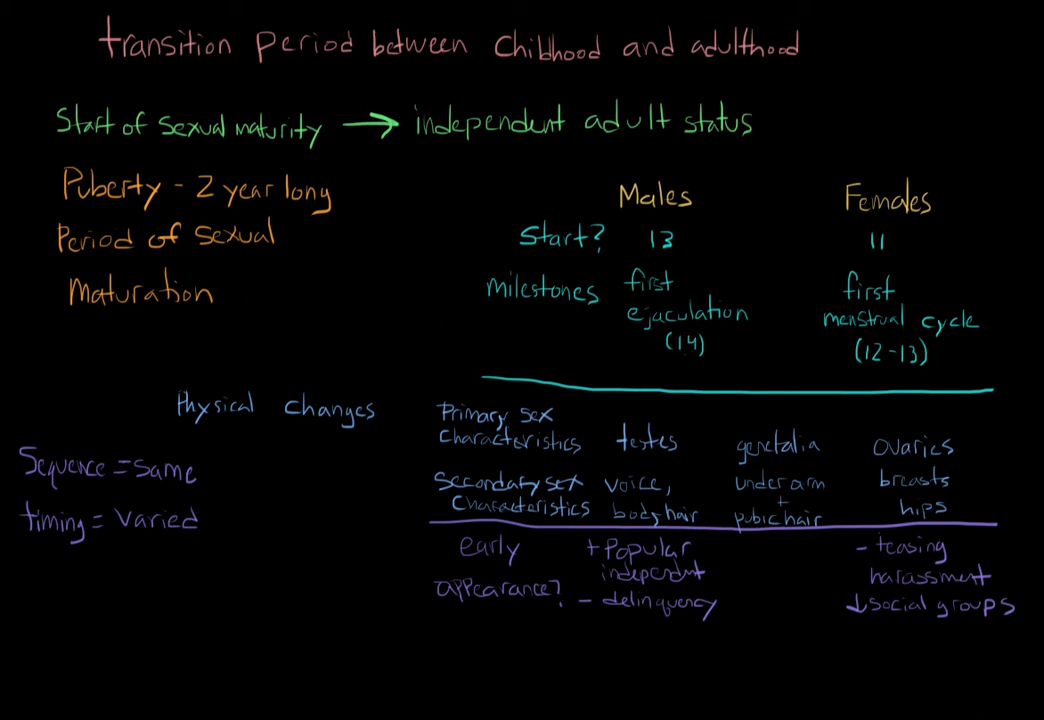 transition period between childhood and adulthood
Start of sexual maturity → independent adult status
Puberty - 2 year long
Period of sexual
Maturation
Males Females
Start? 13 11
milestones first ejaculation (14) first menstrual cycle (12-13)
Physical changes
Primary sex characteristics testes genetalia ovaries
Secondary sex characteristics voice, body hair underarm + pubic hair breasts hips
Sequence = same
timing = varied
early appearance? + Popular independent - delinquency - teasing harassment ↓ social groups